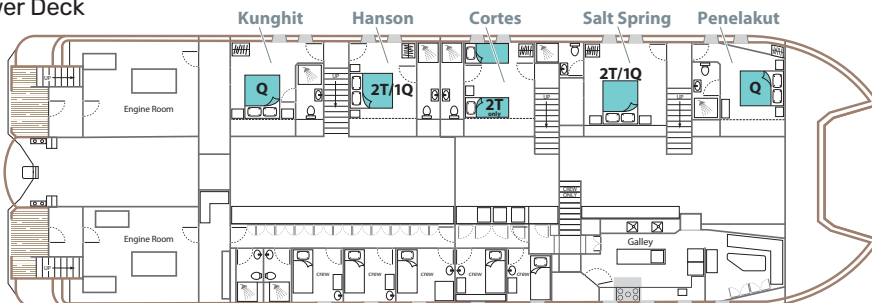 wer Deck
Kunghit Hanson Cortes Salt Spring Penelakut
UP
Engine Room
Q
UP
2T/1Q
2T
only
UP
2T/1Q
UP
Q
CREW
ONLY
Engine Room
UP
crew
crew
crew
crew
crew
Galley